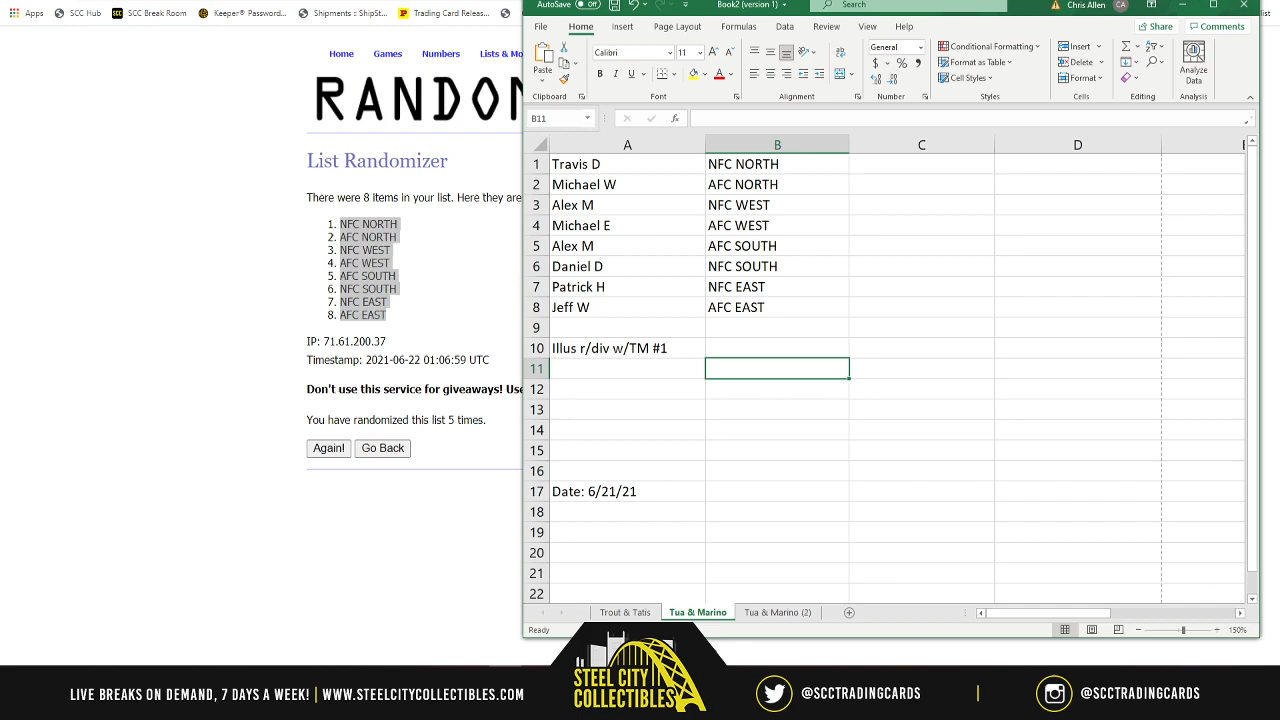 Apps SCC Hub SCC Break Room Keeper® Password... Shipments :: ShipSt... Trading Card Releas...
Home Games Numbers Lists & Mo
RANDOM
List Randomizer
There were 8 items in your list. Here they are
1. NFC NORTH
2. AFC NORTH
3. NFC WEST
4. AFC WEST
5. AFC SOUTH
6. NFC SOUTH
7. NFC EAST
8. AFC EAST
IP: 71.61.200.37
Timestamp: 2021-06-22 01:06:59 UTC
Don't use this service for giveaways! Use
You have randomized this list 5 times.
Again! Go Back
AutoSave Off Book2 (version 1) Search Chris Allen CA
File Home Insert Page Layout Formulas Data Review View Help Share Comments
Paste Calibri 11 General Conditional Formatting Insert Analyze Data
B I U $ % Format as Table Cell Styles Delete Format
Clipboard Font Alignment Number Styles Cells Editing Analysis
B11 fx
A B C D E
1 Travis D NFC NORTH
2 Michael W AFC NORTH
3 Alex M NFC WEST
4 Michael E AFC WEST
5 Alex M AFC SOUTH
6 Daniel D NFC SOUTH
7 Patrick H NFC EAST
8 Jeff W AFC EAST
9
10 Illus r/div w/TM #1
11
12
13
14
15
16
17 Date: 6/21/21
18
19
20
21
22
Trout & Tatis Tua & Marino Tua & Marino (2)
Ready 150%
LIVE BREAKS ON DEMAND, 7 DAYS A WEEK! | WWW.STEELCITYCOLLECTIBLES.COM
STEEL CITY
COLLECTIBLES
@SCCTRADINGCARDS | @SCCTRADINGCARDS